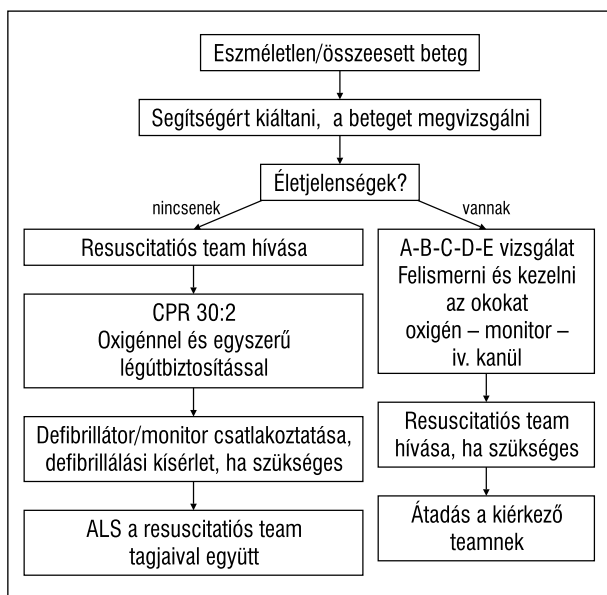 Eszméletlen/összeesett beteg
Segítségért kiáltani, a beteget megvizsgálni
Életjelenségek?
nincsenek
vannak
Resuscitatiós team hívása
CPR 30:2
Oxigénnel és egyszerű
légútbiztosítással
Defibrillátor/monitor csatlakoztatása,
defibrillálási kísérlet, ha szükséges
ALS a resuscitatiós team
tagjaival együtt
A-B-C-D-E vizsgálat
Felismerni és kezelni
az okokat
oxigén – monitor –
iv. kanül
Resuscitatiós team
hívása, ha szükséges
Átadás a kiérkező
teamnek